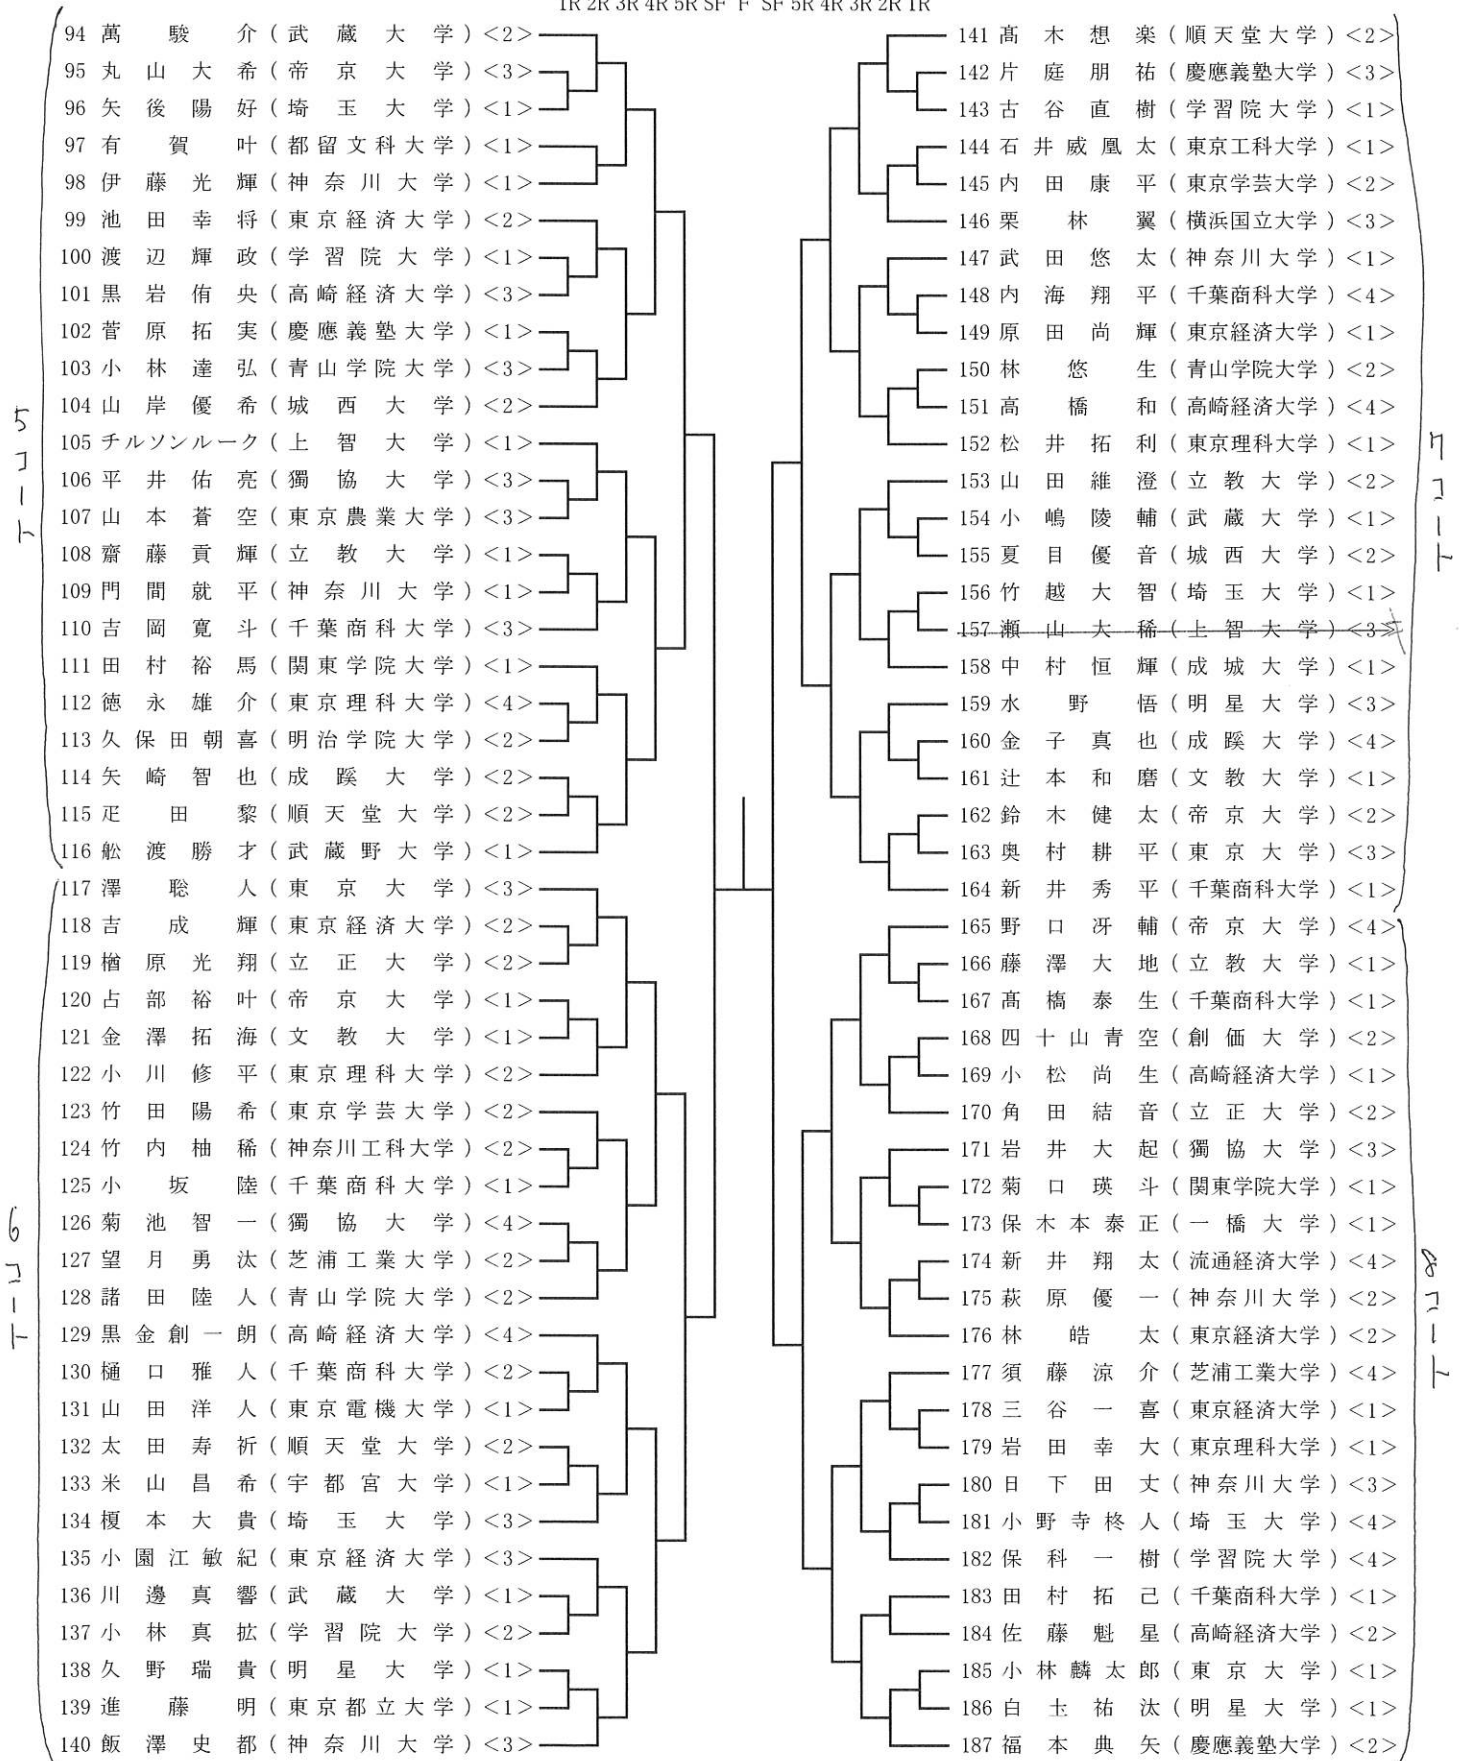 1R 2R 3R 4R 5R SF F SF 5R 4R 3R 2R 1R
94 萬駿介(武蔵大学)<2>
95 丸山大希(帝京大学)<3>
96 矢後陽好(埼玉大学)<1>
97 有賀叶(都留文科大学)<1>
98 伊藤光輝(神奈川大学)<1>
99 池田幸将(東京経済大学)<2>
100 渡辺輝政(学習院大学)<1>
101 黒岩侑央(高崎経済大学)<3>
102 菅原拓実(慶應義塾大学)<1>
103 小林達弘(青山学院大学)<3>
104 山岸優希(城西大学)<2>
105 チルソンルーク(上智大学)<1>
106 平井佑亮(獨協大学)<3>
107 山本蒼空(東京農業大学)<3>
108 齋藤貢輝(立教大学)<1>
109 門間就平(神奈川大学)<1>
110 吉岡寛斗(千葉商科大学)<3>
111 田村裕馬(関東学院大学)<1>
112 徳永雄介(東京理科大学)<4>
113 久保田朝喜(明治学院大学)<2>
114 矢崎智也(成蹊大学)<2>
115 疋田黎(順天堂大学)<2>
116 舩渡勝才(武蔵野大学)<1>
5コート
117 澤聡人(東京大学)<3>
118 吉成輝(東京経済大学)<2>
119 楢原光翔(立正大学)<2>
120 占部裕叶(帝京大学)<1>
121 金澤拓海(文教大学)<1>
122 小川修平(東京理科大学)<2>
123 竹田陽希(東京学芸大学)<2>
124 竹内柚稀(神奈川工科大学)<2>
125 小坂陸(千葉商科大学)<1>
126 菊池智一(獨協大学)<4>
127 望月勇汰(芝浦工業大学)<2>
128 諸田陸人(青山学院大学)<2>
129 黒金創一朗(高崎経済大学)<4>
130 樋口雅人(千葉商科大学)<2>
131 山田洋人(東京電機大学)<1>
132 太田寿祈(順天堂大学)<2>
133 米山昌希(宇都宮大学)<1>
134 榎本大貴(埼玉大学)<3>
135 小園江敏紀(東京経済大学)<3>
136 川邊真響(武蔵大学)<1>
137 小林真拡(学習院大学)<2>
138 久野瑞貴(明星大学)<1>
139 進藤明(東京都立大学)<1>
140 飯澤史都(神奈川大学)<3>
6コート
141 髙木想楽(順天堂大学)<2>
142 片庭朋祐(慶應義塾大学)<3>
143 古谷直樹(学習院大学)<1>
144 石井威凰太(東京工科大学)<1>
145 内田康平(東京学芸大学)<2>
146 栗林翼(横浜国立大学)<3>
147 武田悠太(神奈川大学)<1>
148 内海翔平(千葉商科大学)<4>
149 原田尚輝(東京経済大学)<1>
150 林悠生(青山学院大学)<2>
151 高橋和(高崎経済大学)<4>
152 松井拓利(東京理科大学)<1>
153 山田維澄(立教大学)<2>
154 小嶋陵輔(武蔵大学)<1>
155 夏目優音(城西大学)<2>
156 竹越大智(埼玉大学)<1>
157 瀬山大稀(上智大学)<3>
158 中村恒輝(成城大学)<1>
159 水野悟(明星大学)<3>
160 金子真也(成蹊大学)<4>
161 辻本和磨(文教大学)<1>
162 鈴木健太(帝京大学)<2>
163 奥村耕平(東京大学)<3>
164 新井秀平(千葉商科大学)<1>
7コート
165 野口冴輔(帝京大学)<4>
166 藤澤大地(立教大学)<1>
167 髙橋泰生(千葉商科大学)<1>
168 四十山青空(創価大学)<2>
169 小松尚生(高崎経済大学)<1>
170 角田結音(立正大学)<2>
171 岩井大起(獨協大学)<3>
172 菊口瑛斗(関東学院大学)<1>
173 保木本泰正(一橋大学)<1>
174 新井翔太(流通経済大学)<4>
175 萩原優一(神奈川大学)<2>
176 林皓太(東京経済大学)<2>
177 須藤涼介(芝浦工業大学)<4>
178 三谷一喜(東京経済大学)<1>
179 岩田幸大(東京理科大学)<1>
180 日下田丈(神奈川大学)<3>
181 小野寺柊人(埼玉大学)<4>
182 保科一樹(学習院大学)<4>
183 田村拓己(千葉商科大学)<1>
184 佐藤魁星(高崎経済大学)<2>
185 小林麟太郎(東京大学)<1>
186 白圡祐汰(明星大学)<1>
187 福本典矢(慶應義塾大学)<2>
8コート